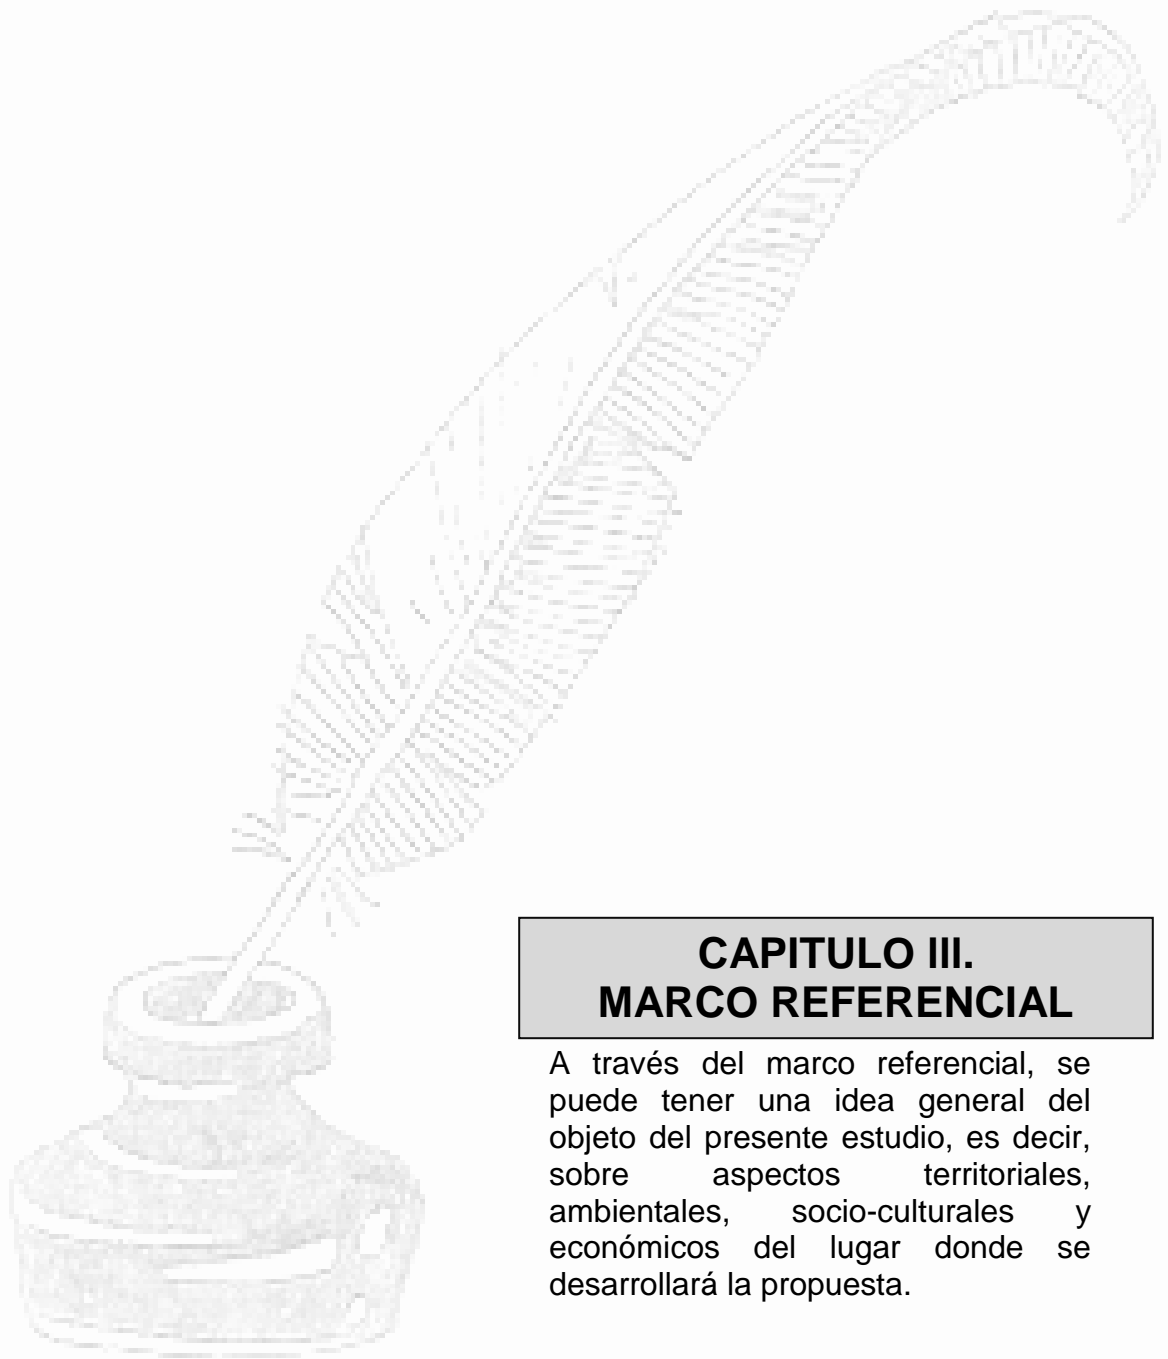 CAPITULO III.
MARCO REFERENCIAL
A través del marco referencial, se
puede tener una idea general del
objeto del presente estudio, es decir,
sobre aspectos territoriales,
ambientales, socio-culturales y
económicos del lugar donde se
desarrollará la propuesta.